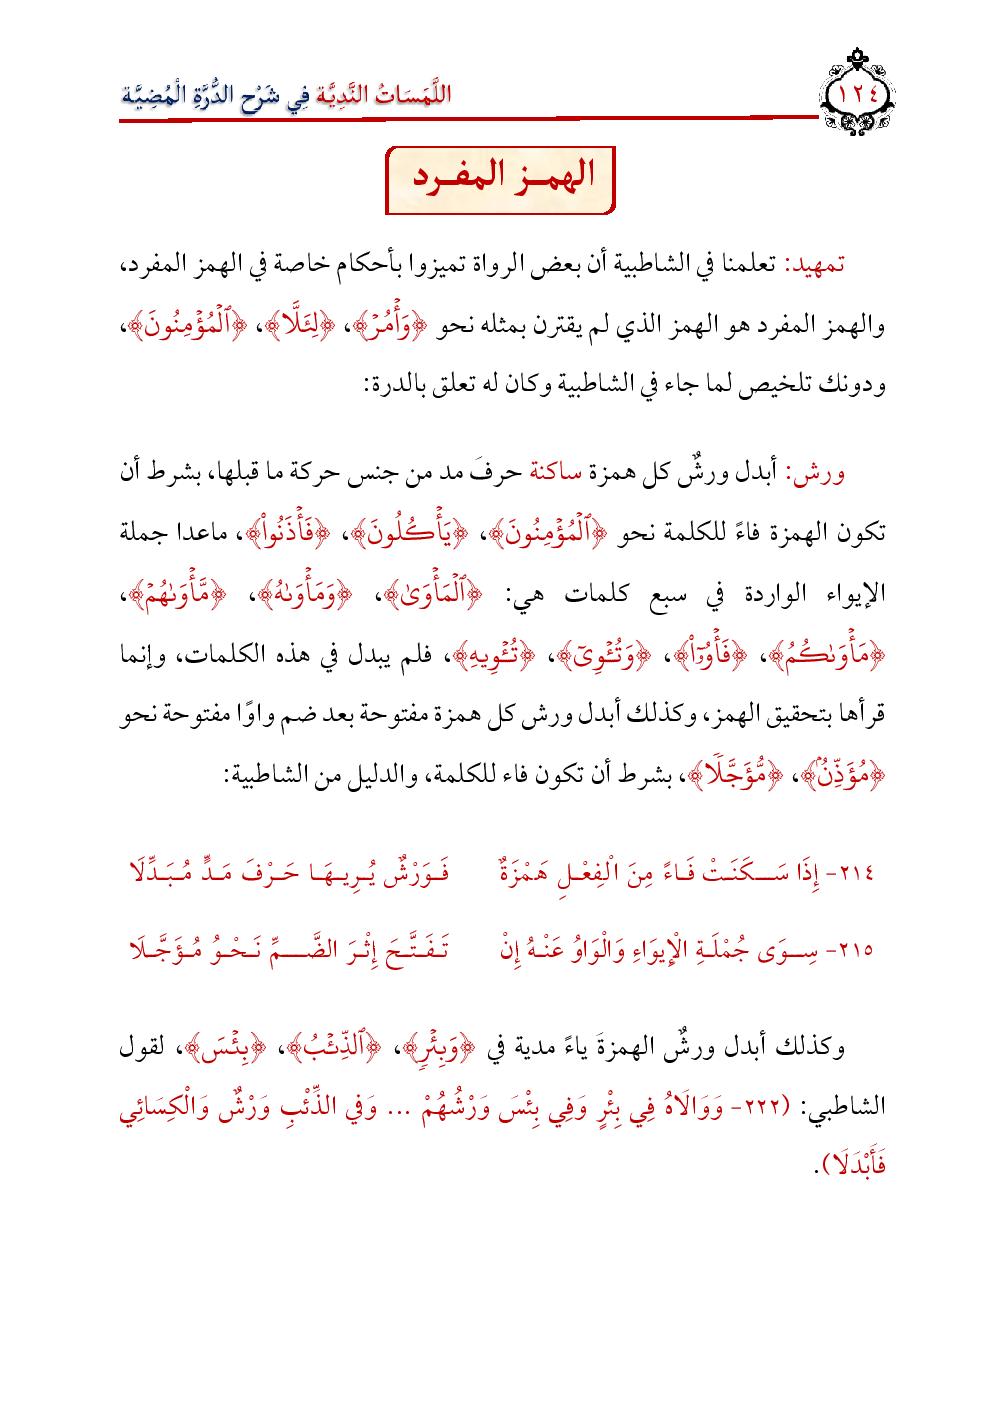 اللَّمَسَاتُ النَّدِيَّة فِي شَرْح الدُّرَّةِ الْمُضِيَّة
١٢٤
الهمـز المفـرد
تمهيد: تعلمنا في الشاطبية أن بعض الرواة تميزوا بأحكام خاصة في الهمز المفرد،
والهمز المفرد هو الهمز الذي لم يقترن بمثله نحو ﴿وَأۡمُرۡ﴾، ﴿لِئَلَّا﴾، ﴿ٱلۡمُؤۡمِنُونَ﴾،
ودونك تلخيص لما جاء في الشاطبية وكان له تعلق بالدرة:
ورش: أبدل ورشٌ كل همزة ساكنة حرفَ مد من جنس حركة ما قبلها، بشرط أن
تكون الهمزة فاءً للكلمة نحو ﴿ٱلۡمُؤۡمِنُونَ﴾، ﴿يَأۡكُلُونَ﴾، ﴿فَأۡذَنُواْ﴾، ماعدا جملة
الإيواء الواردة في سبع كلمات هي: ﴿ٱلۡمَأۡوَىٰ﴾، ﴿وَمَأۡوَىٰهُ﴾، ﴿مَّأۡوَىٰهُمۡ﴾،
﴿مَأۡوَىٰكُمُ﴾، ﴿فَأۡوُۥٓاْ﴾، ﴿وَتُـٔۡوِيٓ﴾، ﴿تُـٔۡوِيهِ﴾، فلم يبدل في هذه الكلمات، وإنما
قرأها بتحقيق الهمز، وكذلك أبدل ورش كل همزة مفتوحة بعد ضم واوًا مفتوحة نحو
﴿مُؤَذِّنُۢ﴾، ﴿مُّؤَجَّلٗا﴾، بشرط أن تكون فاء للكلمة، والدليل من الشاطبية:
٢١٤- إِذَا سَـــكَنَـتْ فَـاءً مِنَ الْفِعْـلِ هَمْزَةٌ فَـوَرْشٌ يُـرِيـهَـا حَـرْفَ مَـدٍّ مُـبَـدِّلَا
٢١٥- سِــوَى جُمْلَـةِ الْإِيوَاءِ وَالْوَاوُ عَنْـهُ إِنْ تَـفَـتَّـحَ إِثْـرَ الضَّــــمِّ نَـحْـوُ مُـؤَجَّـلَا
وكذلك أبدل ورشٌ الهمزةَ ياءً مدية في ﴿وَبِئۡرٖ﴾، ﴿ٱلذِّئۡبُ﴾، ﴿بِئۡسَ﴾، لقول
الشاطبي: (٢٢٢- وَوَالَاهُ فِي بِئْرٍ وَفِي بِئْسَ وَرْشُهُمْ ... وَفي الذِّئْبِ وَرْشٌ وَالْكِسَائِي
فَأَبْدَلَا).